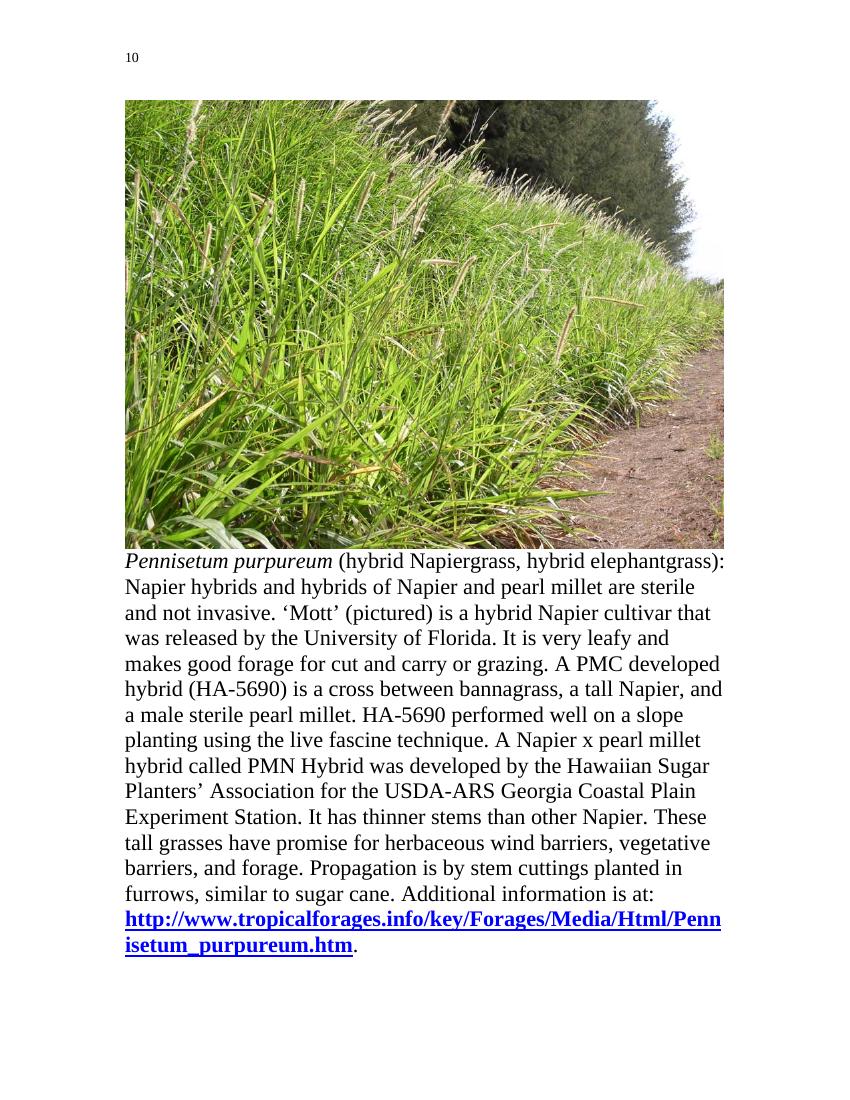 10
Pennisetum purpureum (hybrid Napiergrass, hybrid elephantgrass):
Napier hybrids and hybrids of Napier and pearl millet are sterile
and not invasive. ‘Mott’ (pictured) is a hybrid Napier cultivar that
was released by the University of Florida. It is very leafy and
makes good forage for cut and carry or grazing. A PMC developed
hybrid (HA-5690) is a cross between bannagrass, a tall Napier, and
a male sterile pearl millet. HA-5690 performed well on a slope
planting using the live fascine technique. A Napier x pearl millet
hybrid called PMN Hybrid was developed by the Hawaiian Sugar
Planters’ Association for the USDA-ARS Georgia Coastal Plain
Experiment Station. It has thinner stems than other Napier. These
tall grasses have promise for herbaceous wind barriers, vegetative
barriers, and forage. Propagation is by stem cuttings planted in
furrows, similar to sugar cane. Additional information is at:
http://www.tropicalforages.info/key/Forages/Media/Html/Penn
isetum_purpureum.htm.